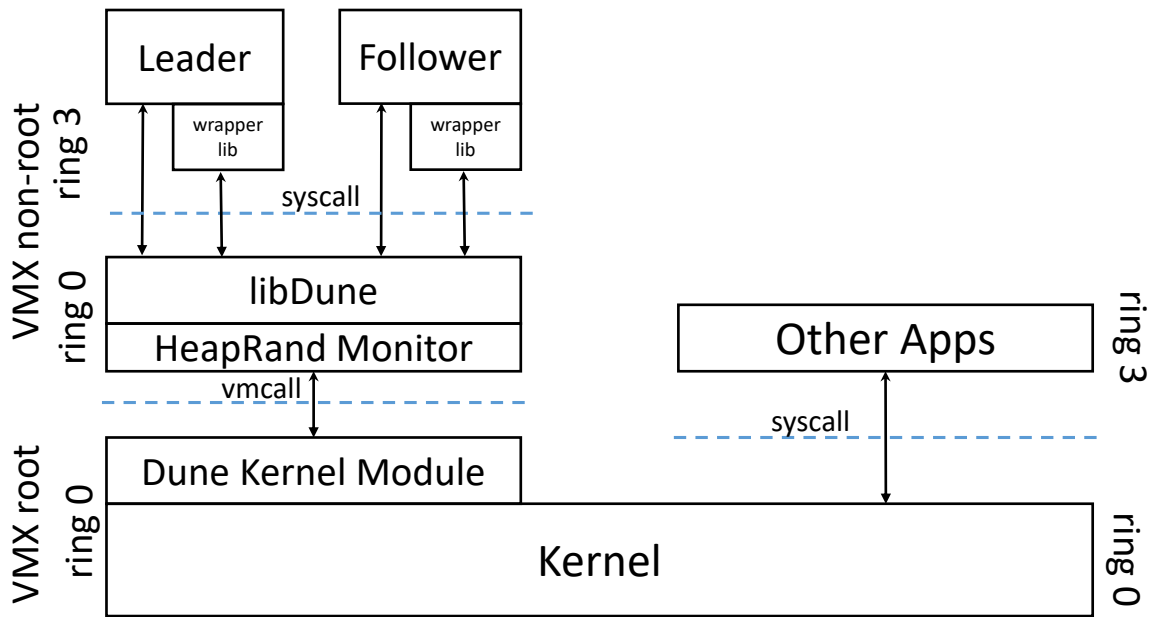 Leader
Follower
wrapper
lib
wrapper
lib
VMX non-root
ring 3
syscall
ring 0
libDune
HeapRand Monitor
Other Apps
ring 3
vmcall
syscall
VMX root
ring 0
Dune Kernel Module
Kernel
ring 0